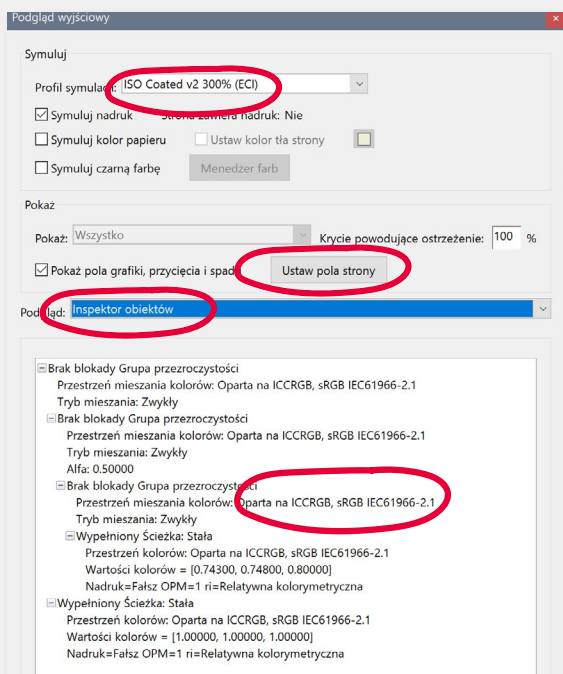 Podgląd wyjściowy
Symuluj
Profil symulacji: ISO Coated v2 300% (ECI)
Symuluj nadruk Strona zawiera nadruk: Nie
Symuluj kolor papieru Ustaw kolor tła strony
Symuluj czarną farbę Menedżer farb
Pokaż
Pokaż: Wszystko Krycie powodujące ostrzeżenie: 100 %
Pokaż pola grafiki, przycięcia i spadu Ustaw pola strony
Podgląd: Inspektor obiektów
Brak blokady Grupa przezroczystości
Przestrzeń mieszania kolorów: Oparta na ICCRGB, sRGB IEC61966-2.1
Tryb mieszania: Zwykły
Brak blokady Grupa przezroczystości
Przestrzeń mieszania kolorów: Oparta na ICCRGB, sRGB IEC61966-2.1
Tryb mieszania: Zwykły
Alfa: 0.50000
Brak blokady Grupa przezroczystości
Przestrzeń mieszania kolorów: Oparta na ICCRGB, sRGB IEC61966-2.1
Tryb mieszania: Zwykły
Wypełniony Ścieżka: Stała
Przestrzeń kolorów: Oparta na ICCRGB, sRGB IEC61966-2.1
Wartości kolorów = [0.74300, 0.74800, 0.80000]
Nadruk=Fałsz OPM=1 ri=Relatywna kolorymetryczna
Wypełniony Ścieżka: Stała
Przestrzeń kolorów: Oparta na ICCRGB, sRGB IEC61966-2.1
Wartości kolorów = [1.00000, 1.00000, 1.00000]
Nadruk=Fałsz OPM=1 ri=Relatywna kolorymetryczna